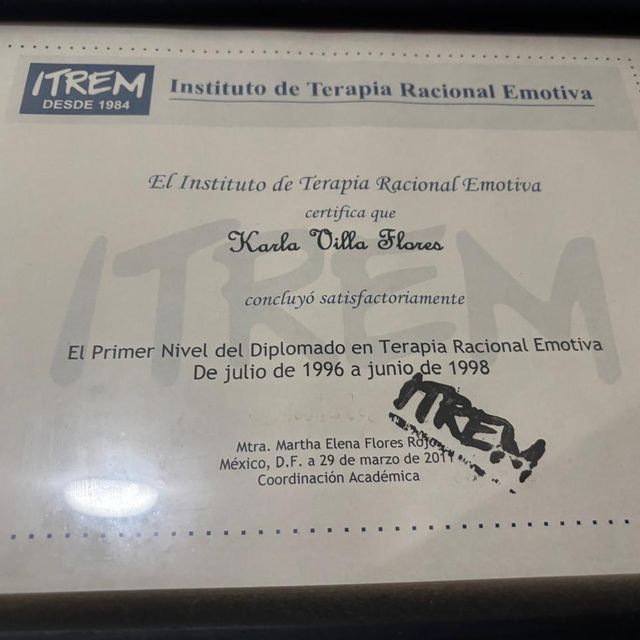 ITREM
DESDE 1984
Instituto de Terapia Racional Emotiva
El Instituto de Terapia Racional Emotiva
certifica que
Karla Villa Flores
concluyó satisfactoriamente
ITREM
El Primer Nivel del Diplomado en Terapia Racional Emotiva
De julio de 1996 a junio de 1998
ITREM
Mtra. Martha Elena Flores Rojo
México, D.F. a 29 de marzo de 2011
Coordinación Académica